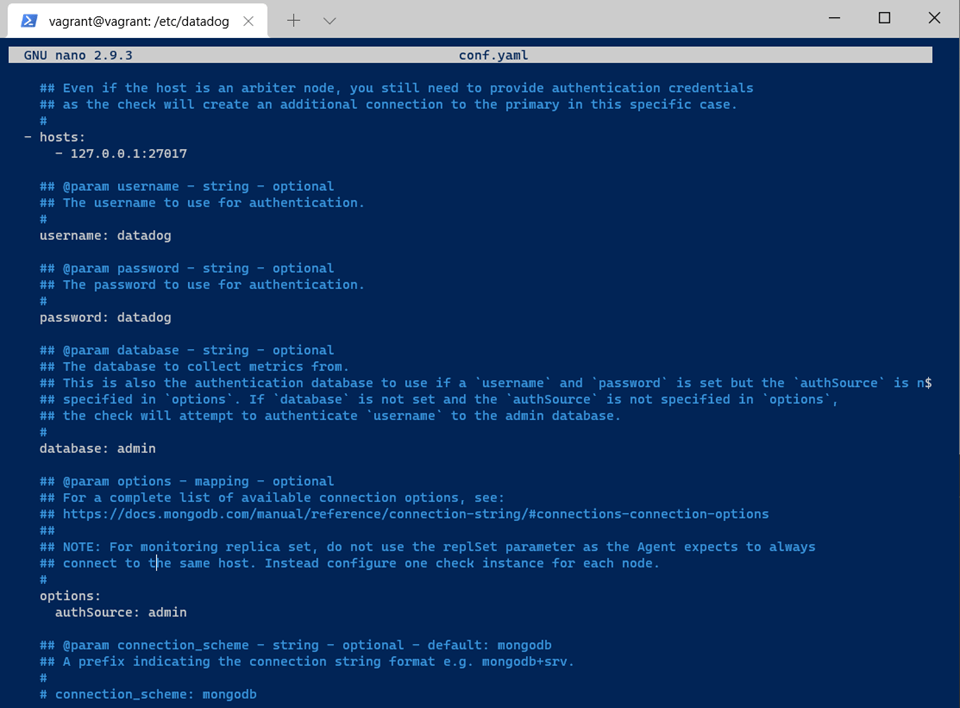 vagrant@vagrant: /etc/datadog
GNU nano 2.9.3 conf.yaml
## Even if the host is an arbiter node, you still need to provide authentication credentials
## as the check will create an additional connection to the primary in this specific case.
#
- hosts:
- 127.0.0.1:27017
## @param username - string - optional
## The username to use for authentication.
#
username: datadog
## @param password - string - optional
## The password to use for authentication.
#
password: datadog
## @param database - string - optional
## The database to collect metrics from.
## This is also the authentication database to use if a `username` and `password` is set but the `authSource` is n$
## specified in `options`. If `database` is not set and the `authSource` is not specified in `options`,
## the check will attempt to authenticate `username` to the admin database.
#
database: admin
## @param options - mapping - optional
## For a complete list of available connection options, see:
## https://docs.mongodb.com/manual/reference/connection-string/#connections-connection-options
##
## NOTE: For monitoring replica set, do not use the replSet parameter as the Agent expects to always
## connect to the same host. Instead configure one check instance for each node.
#
options:
authSource: admin
## @param connection_scheme - string - optional - default: mongodb
## A prefix indicating the connection string format e.g. mongodb+srv.
#
# connection_scheme: mongodb